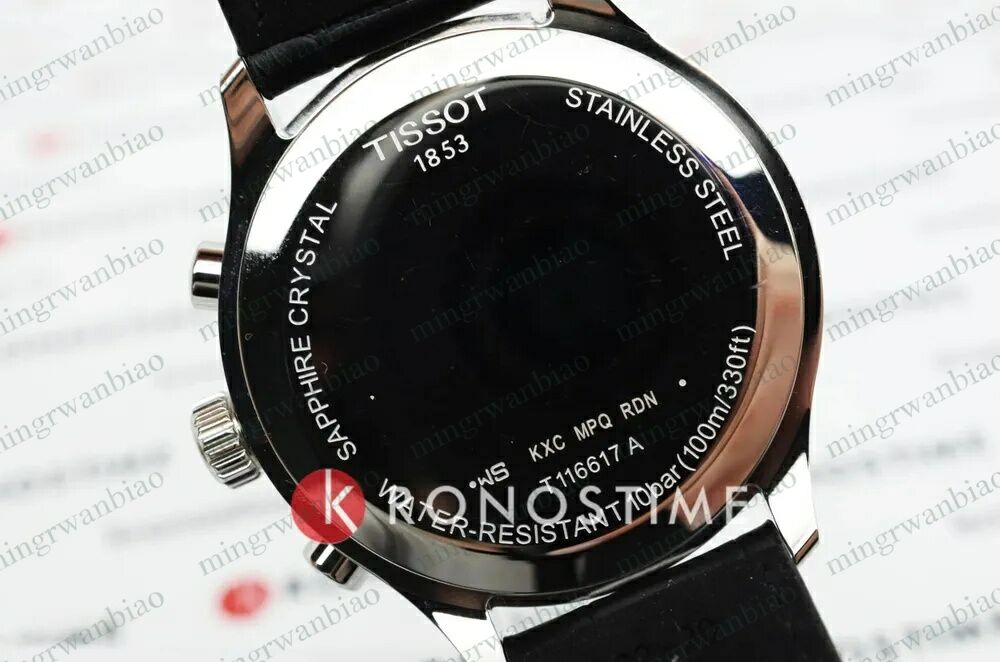 TISSOT
1853
STAINLESS STEEL
SAPPHIRE CRYSTAL
KXC MPQ RDN
T116617 A
WATER-RESISTANT 10bar (100m/330ft)
K KRONOSTIME
mingrwanbiao